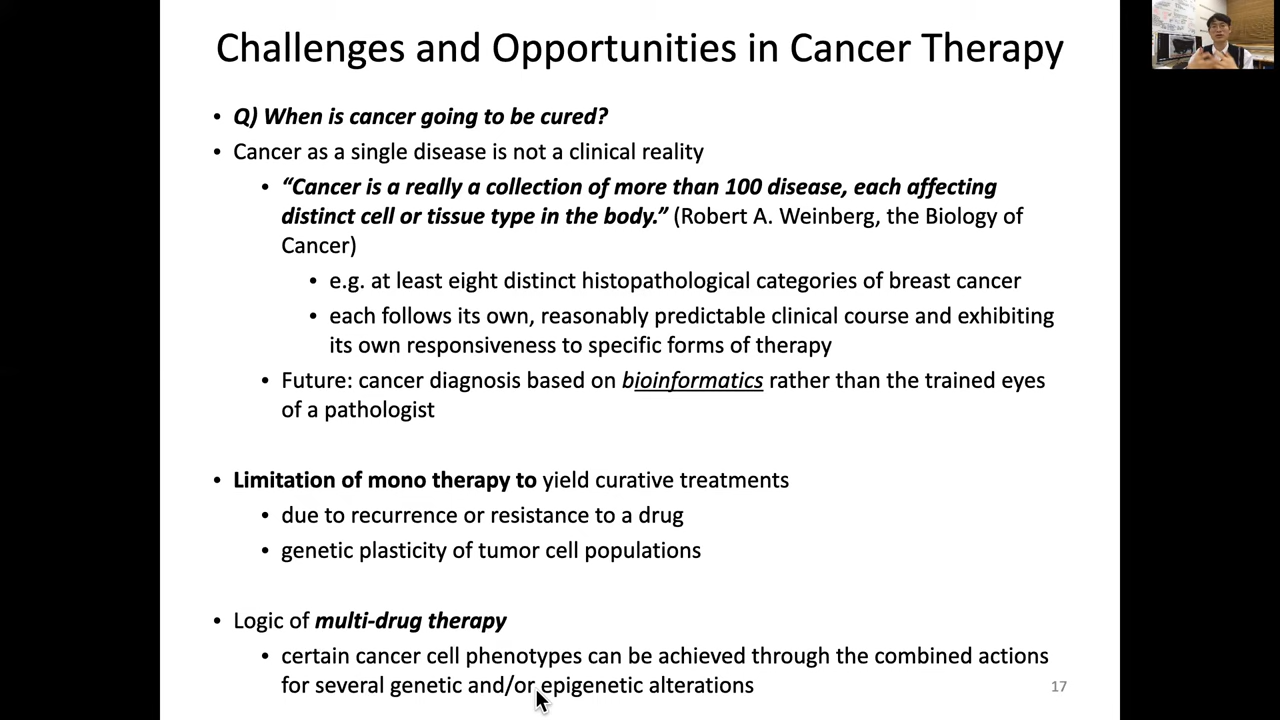 Challenges and Opportunities in Cancer Therapy
• Q) When is cancer going to be cured?
• Cancer as a single disease is not a clinical reality
• “Cancer is a really a collection of more than 100 disease, each affecting
distinct cell or tissue type in the body.” (Robert A. Weinberg, the Biology of
Cancer)
• e.g. at least eight distinct histopathological categories of breast cancer
• each follows its own, reasonably predictable clinical course and exhibiting
its own responsiveness to specific forms of therapy
• Future: cancer diagnosis based on bioinformatics rather than the trained eyes
of a pathologist
• Limitation of mono therapy to yield curative treatments
• due to recurrence or resistance to a drug
• genetic plasticity of tumor cell populations
• Logic of multi-drug therapy
• certain cancer cell phenotypes can be achieved through the combined actions
for several genetic and/or epigenetic alterations
17